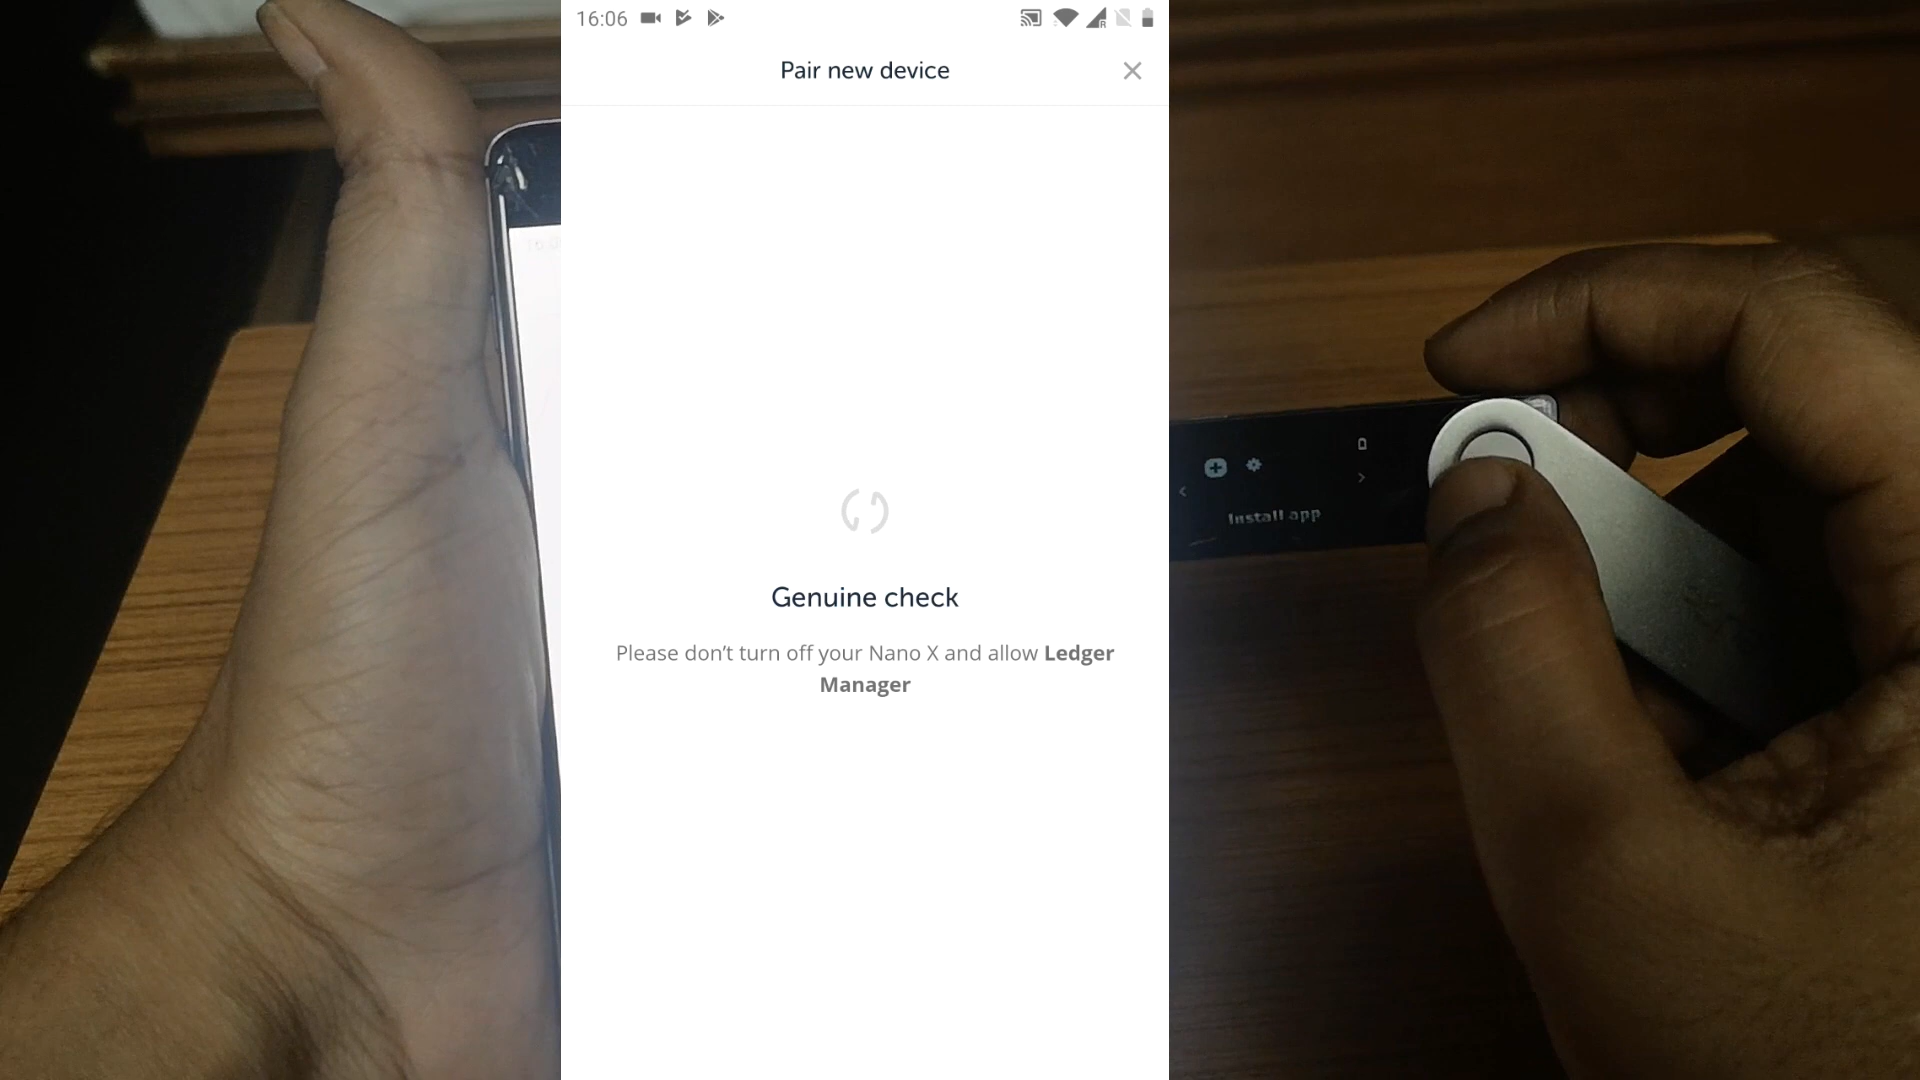 16:06
Pair new device
Genuine check
Please don't turn off your Nano X and allow Ledger
Manager
Install app